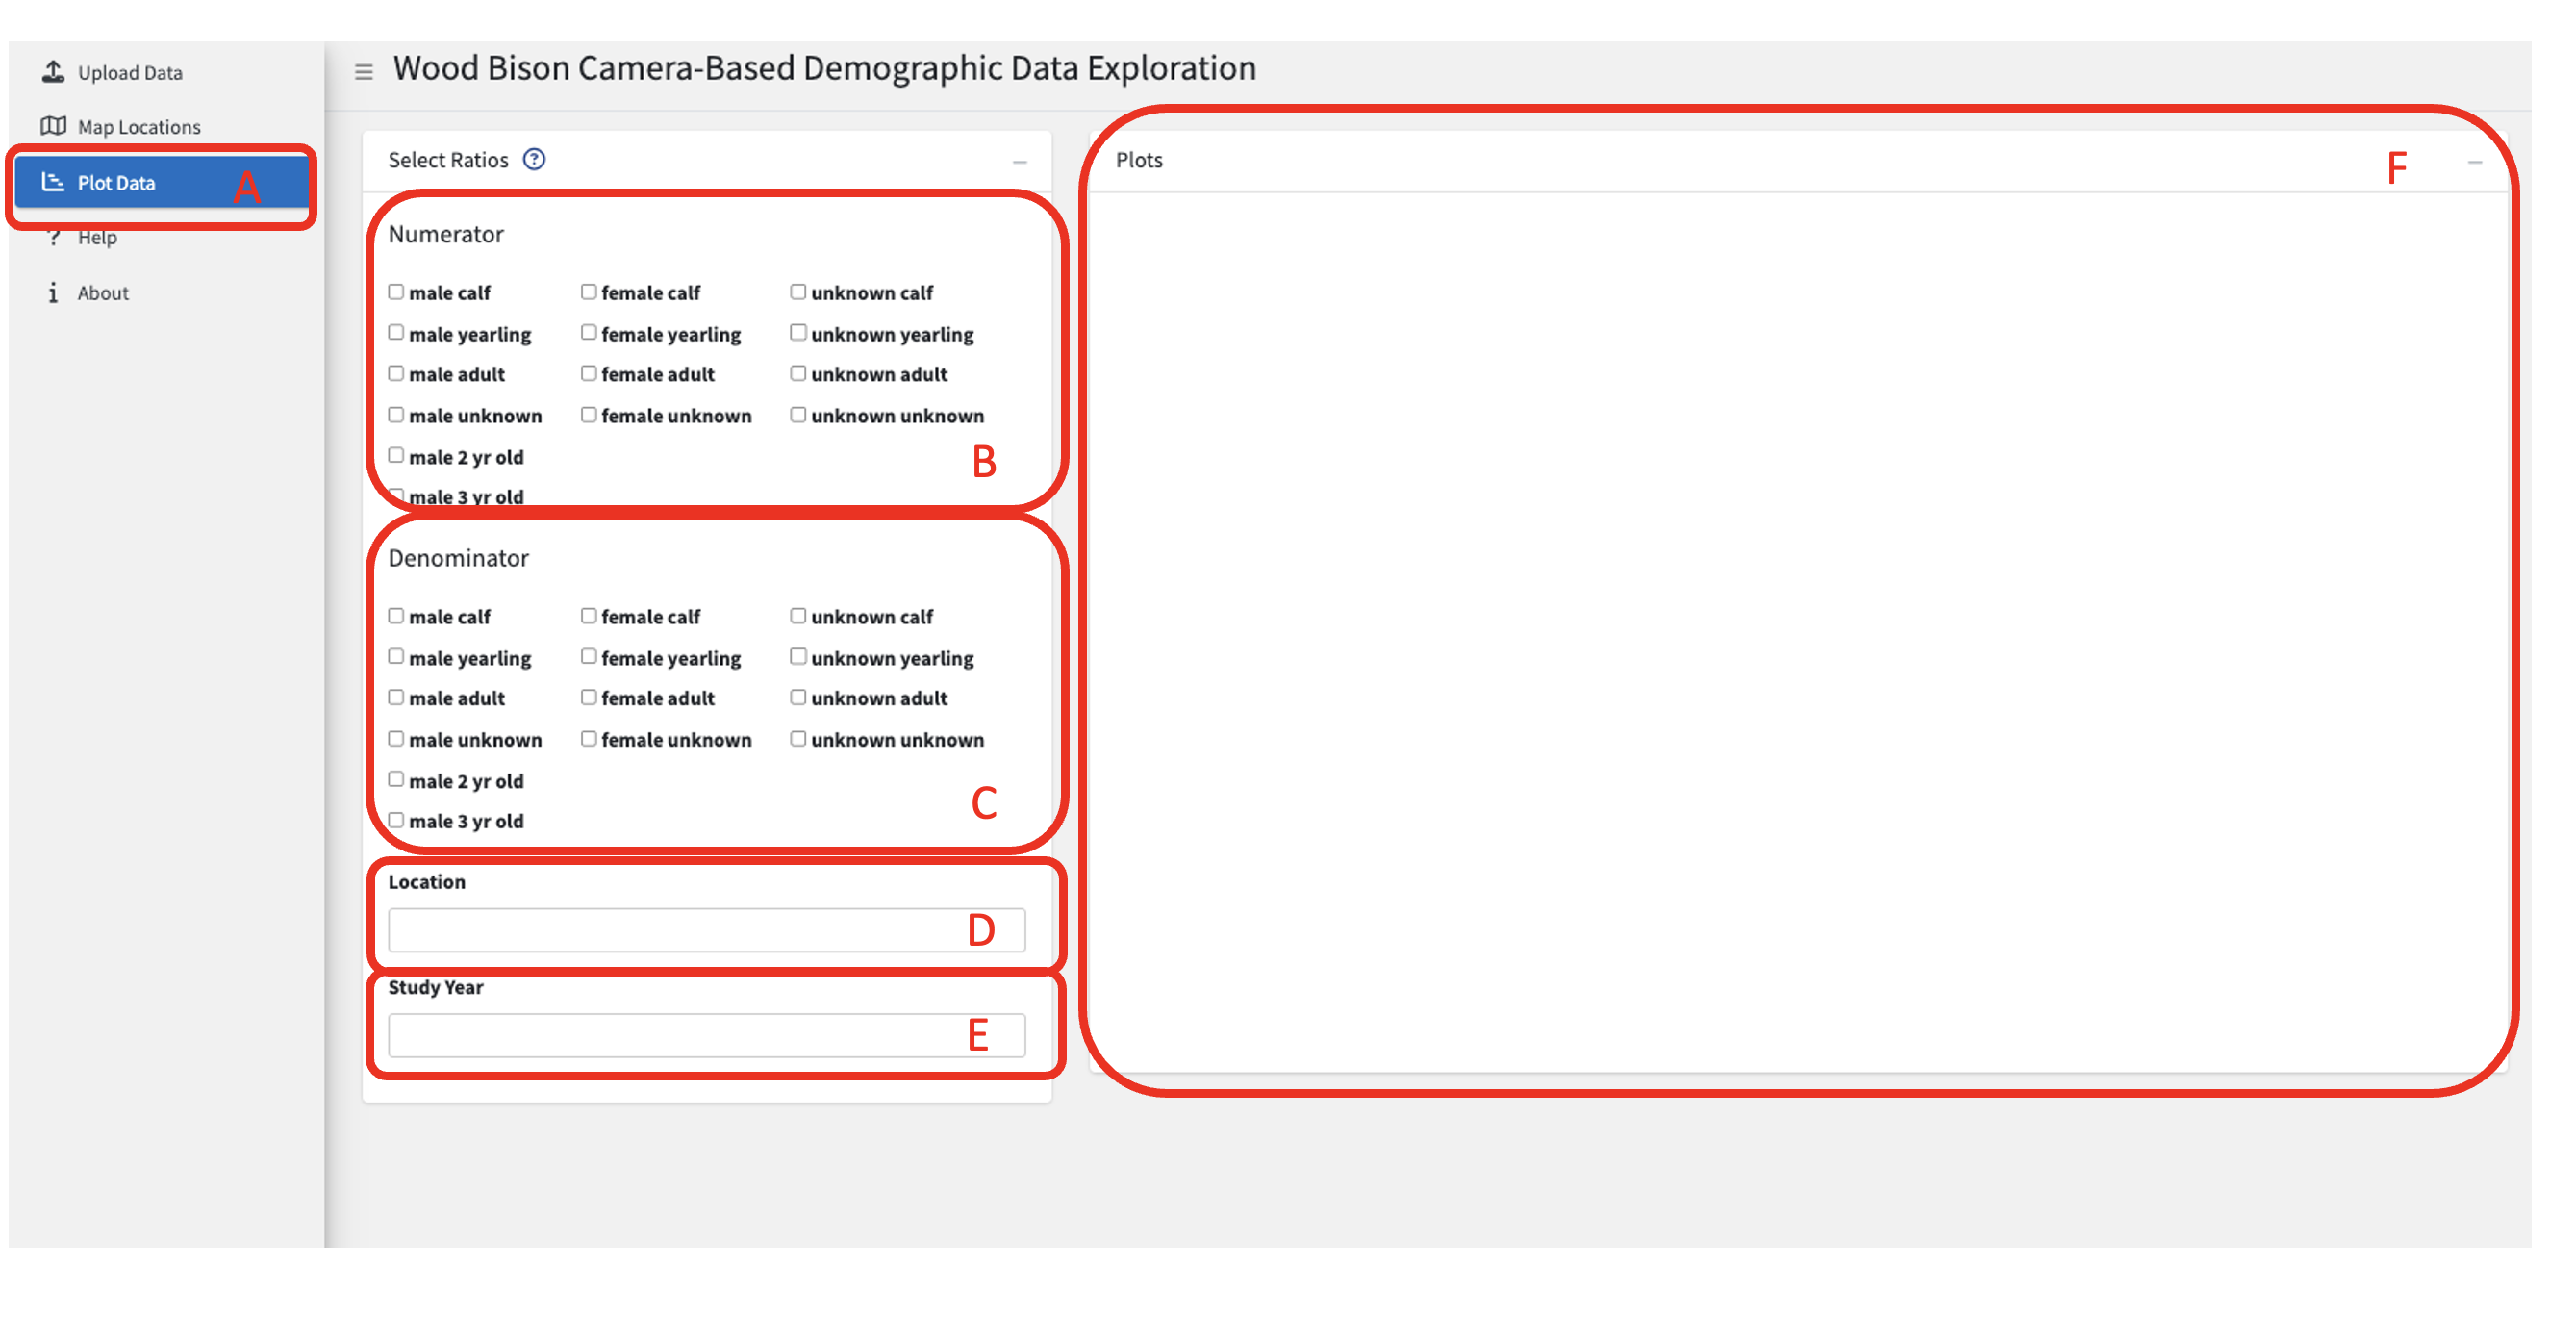 Upload Data
Map Locations
Plot Data A
? Help
i About
Wood Bison Camera-Based Demographic Data Exploration
Select Ratios ?
Numerator
male calf female calf unknown calf
male yearling female yearling unknown yearling
male adult female adult unknown adult
male unknown female unknown unknown unknown
male 2 yr old
B
male 3 yr old
Denominator
male calf female calf unknown calf
male yearling female yearling unknown yearling
male adult female adult unknown adult
male unknown female unknown unknown unknown
male 2 yr old
C
male 3 yr old
Location
D
Study Year
E
Plots F